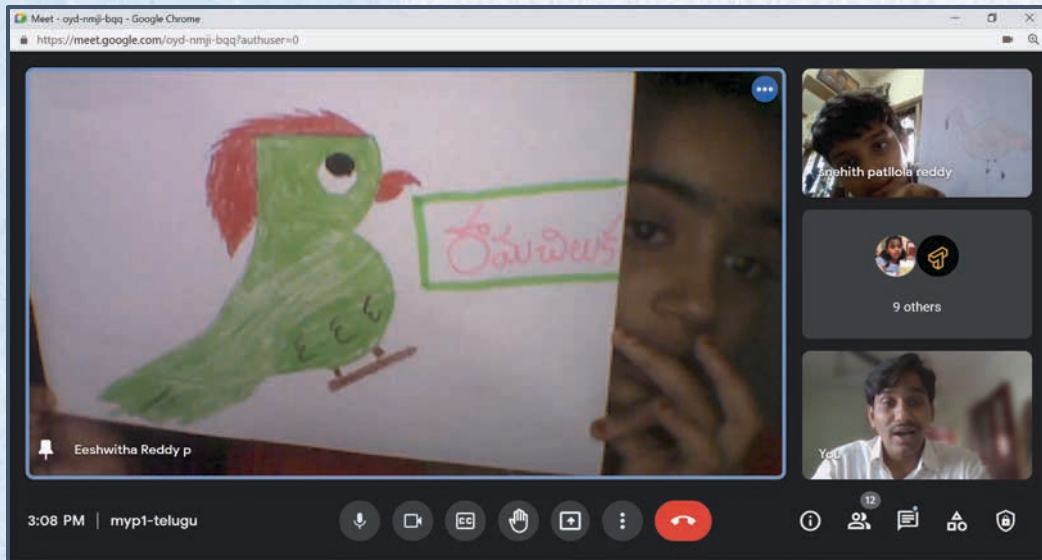 Meet - oyd-nmji-bqq - Google Chrome
https://meet.google.com/oyd-nmji-bqq?authuser=0
రామచిలుక
Eeshwitha Reddy p
snehith patllola reddy
9 others
You
3:08 PM | myp1-telugu
CC
12